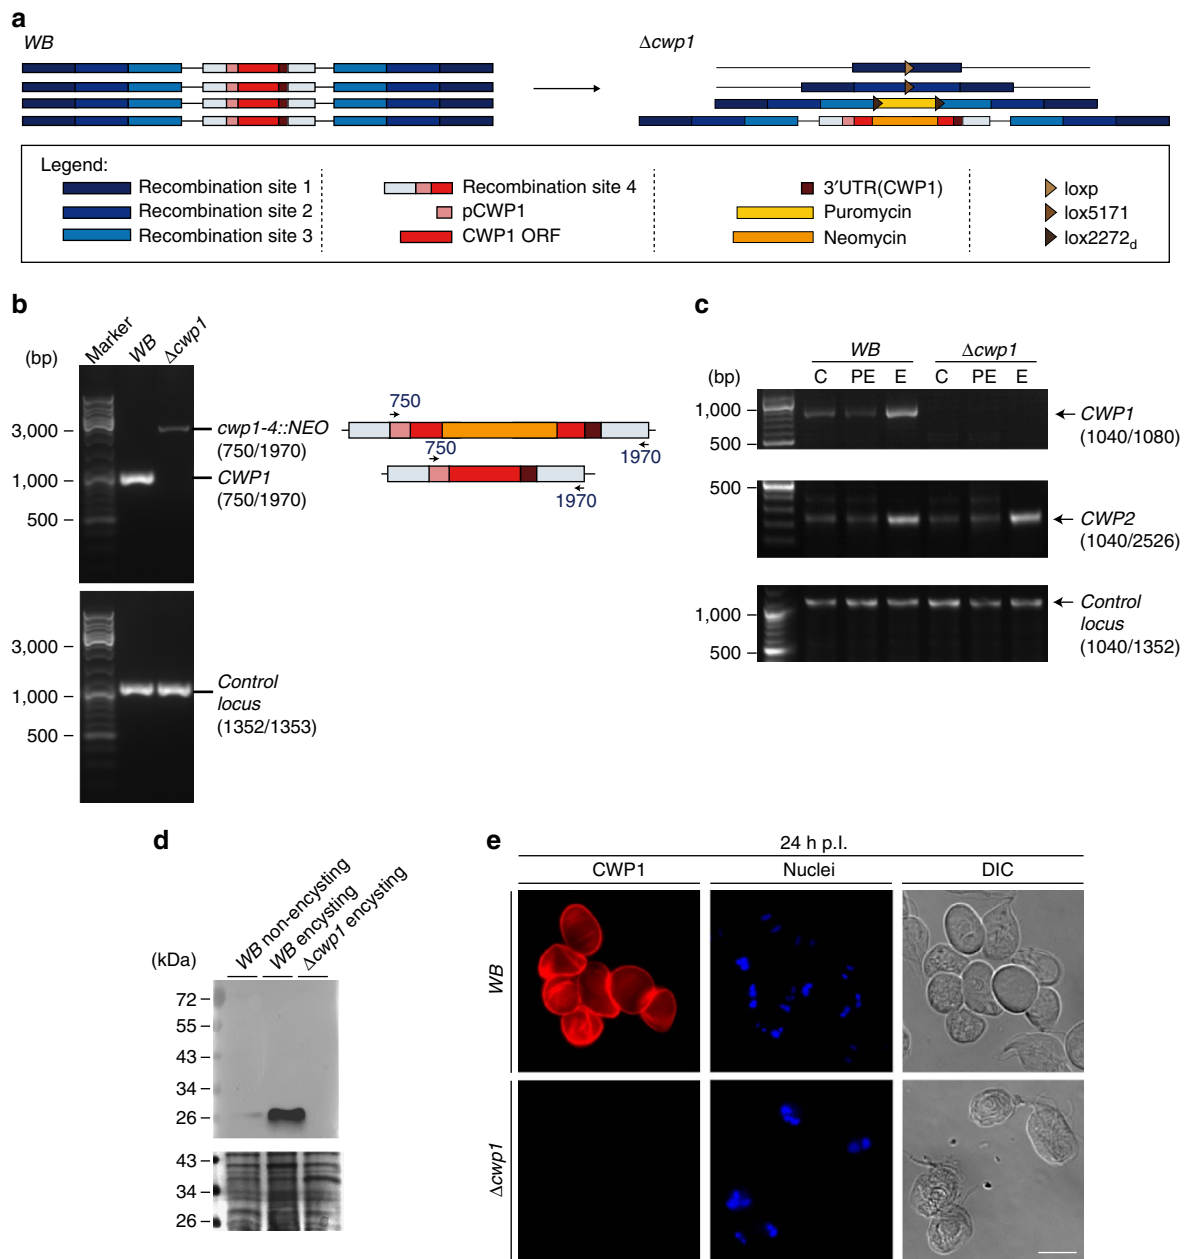 a
WB
Δcwp1
Legend:
Recombination site 1
Recombination site 2
Recombination site 3
Recombination site 4
pCWP1
CWP1 ORF
3′UTR(CWP1)
Puromycin
Neomycin
loxp
lox5171
lox2272d
b
Marker
WB
Δcwp1
(bp)
3,000
1,000
500
cwp1-4::NEO
(750/1970)
CWP1
(750/1970)
750
1970
750
1970
3,000
1,000
500
Control
locus
(1352/1353)
c
WB
Δcwp1
(bp)
C PE E C PE E
1,000
500
CWP1
(1040/1080)
500
CWP2
(1040/2526)
1,000
500
Control
locus
(1040/1352)
d
WB non-encysting
WB encysting
Δcwp1 encysting
(kDa)
72
55
43
34
26
43
34
26
e
24 h p.I.
CWP1 Nuclei DIC
WB
Δcwp1